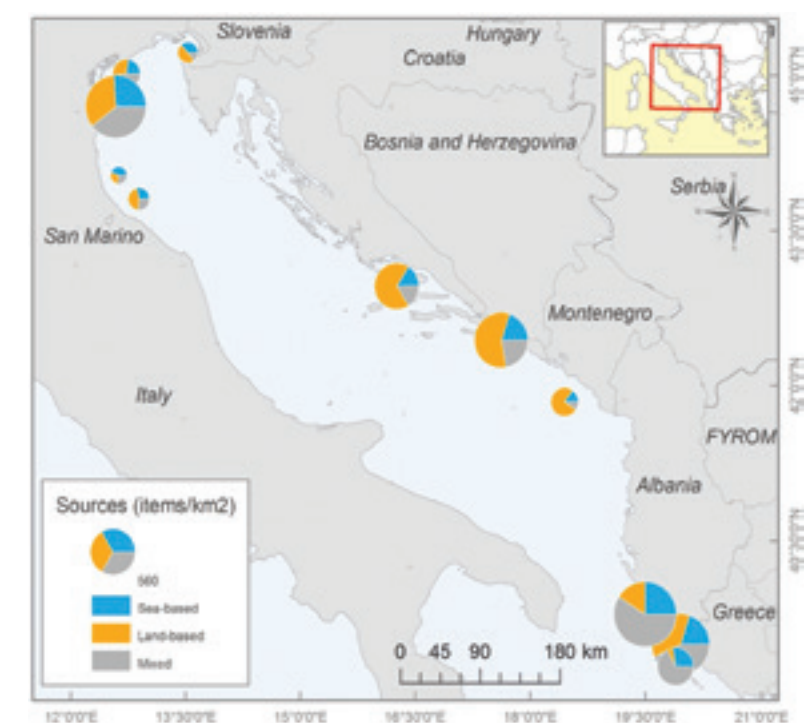 Slovenia
Hungary
Croatia
Bosnia and Herzegovina
Serbia
San Marino
Montenegro
Italy
FYROM
Albania
Greece
Sources (items/km2)
560
Sea-based
Land-based
Mixed
0 45 90 180 km
12°0'0"E 13°30'0"E 15°0'0"E 16°30'0"E 18°0'0"E 19°30'0"E 21°0'0"E